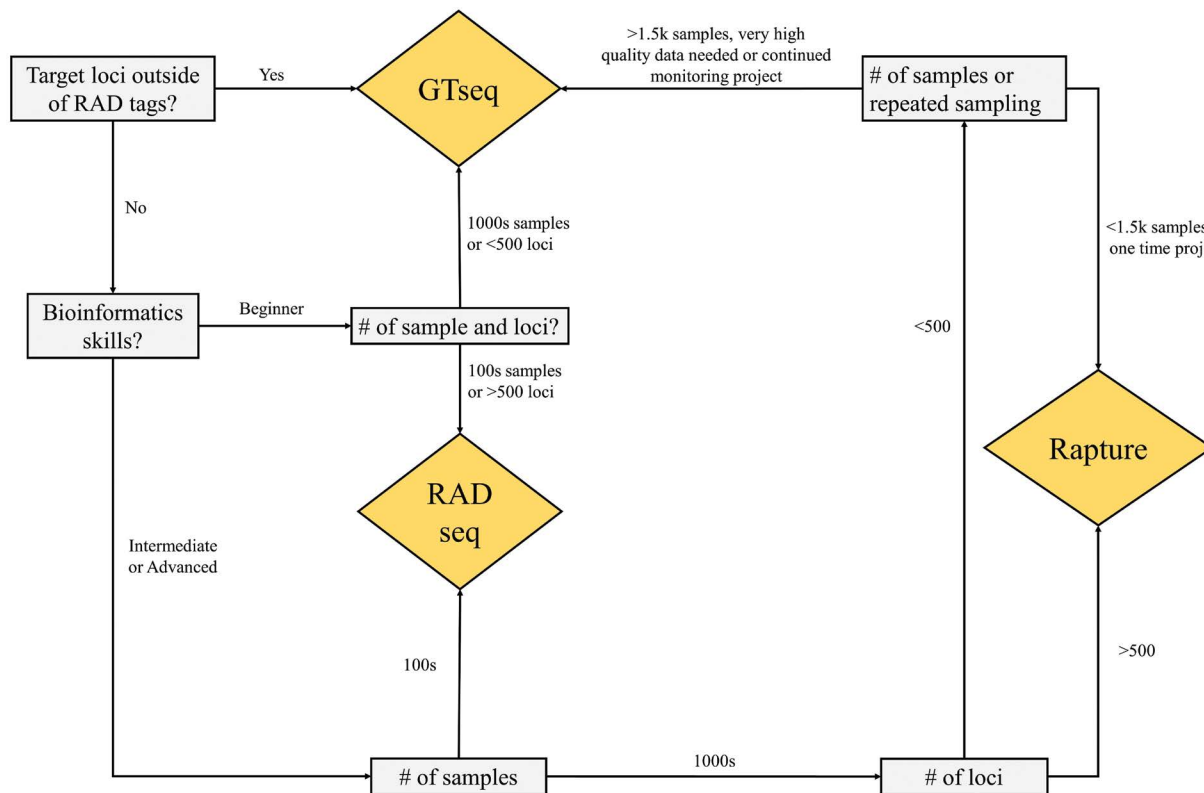 >1.5k samples, very high
quality data needed or continued
monitoring project
Target loci outside
of RAD tags?
Yes
GTseq
# of samples or
repeated sampling
No
1000s samples
or <500 loci
<1.5k samples
one time proj
Bioinformatics
skills?
Beginner
# of sample and loci?
<500
100s samples
or >500 loci
Rapture
RAD
seq
Intermediate
or Advanced
100s
>500
# of samples
1000s
# of loci